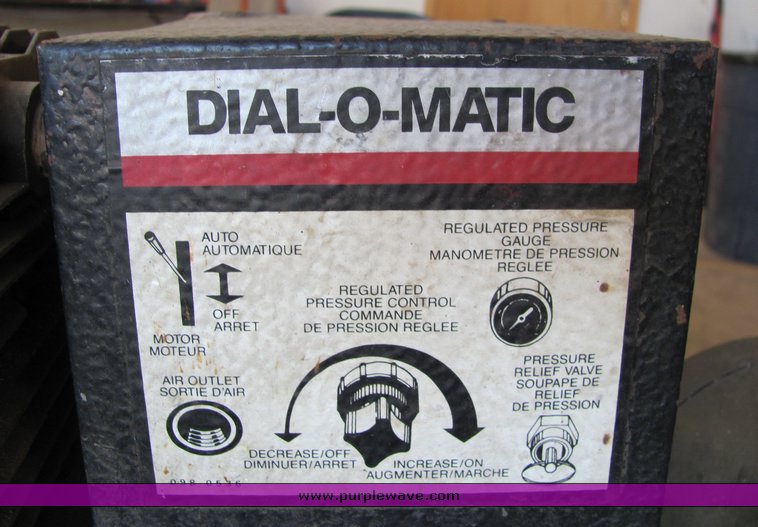 DIAL-O-MATIC
AUTO
AUTOMATIQUE
OFF
ARRET
MOTOR
MOTEUR
REGULATED PRESSURE
GAUGE
MANOMETRE DE PRESSION
REGLEE
REGULATED
PRESSURE CONTROL
COMMANDE
DE PRESSION REGLEE
AIR OUTLET
SORTIE D'AIR
PRESSURE
RELIEF VALVE
SOUPAPE DE
RELIEF
DE PRESSION
DECREASE/OFF
DIMINUER/ARRET
INCREASE/ON
AUGMENTER/MARCHE
www.purplewave.com